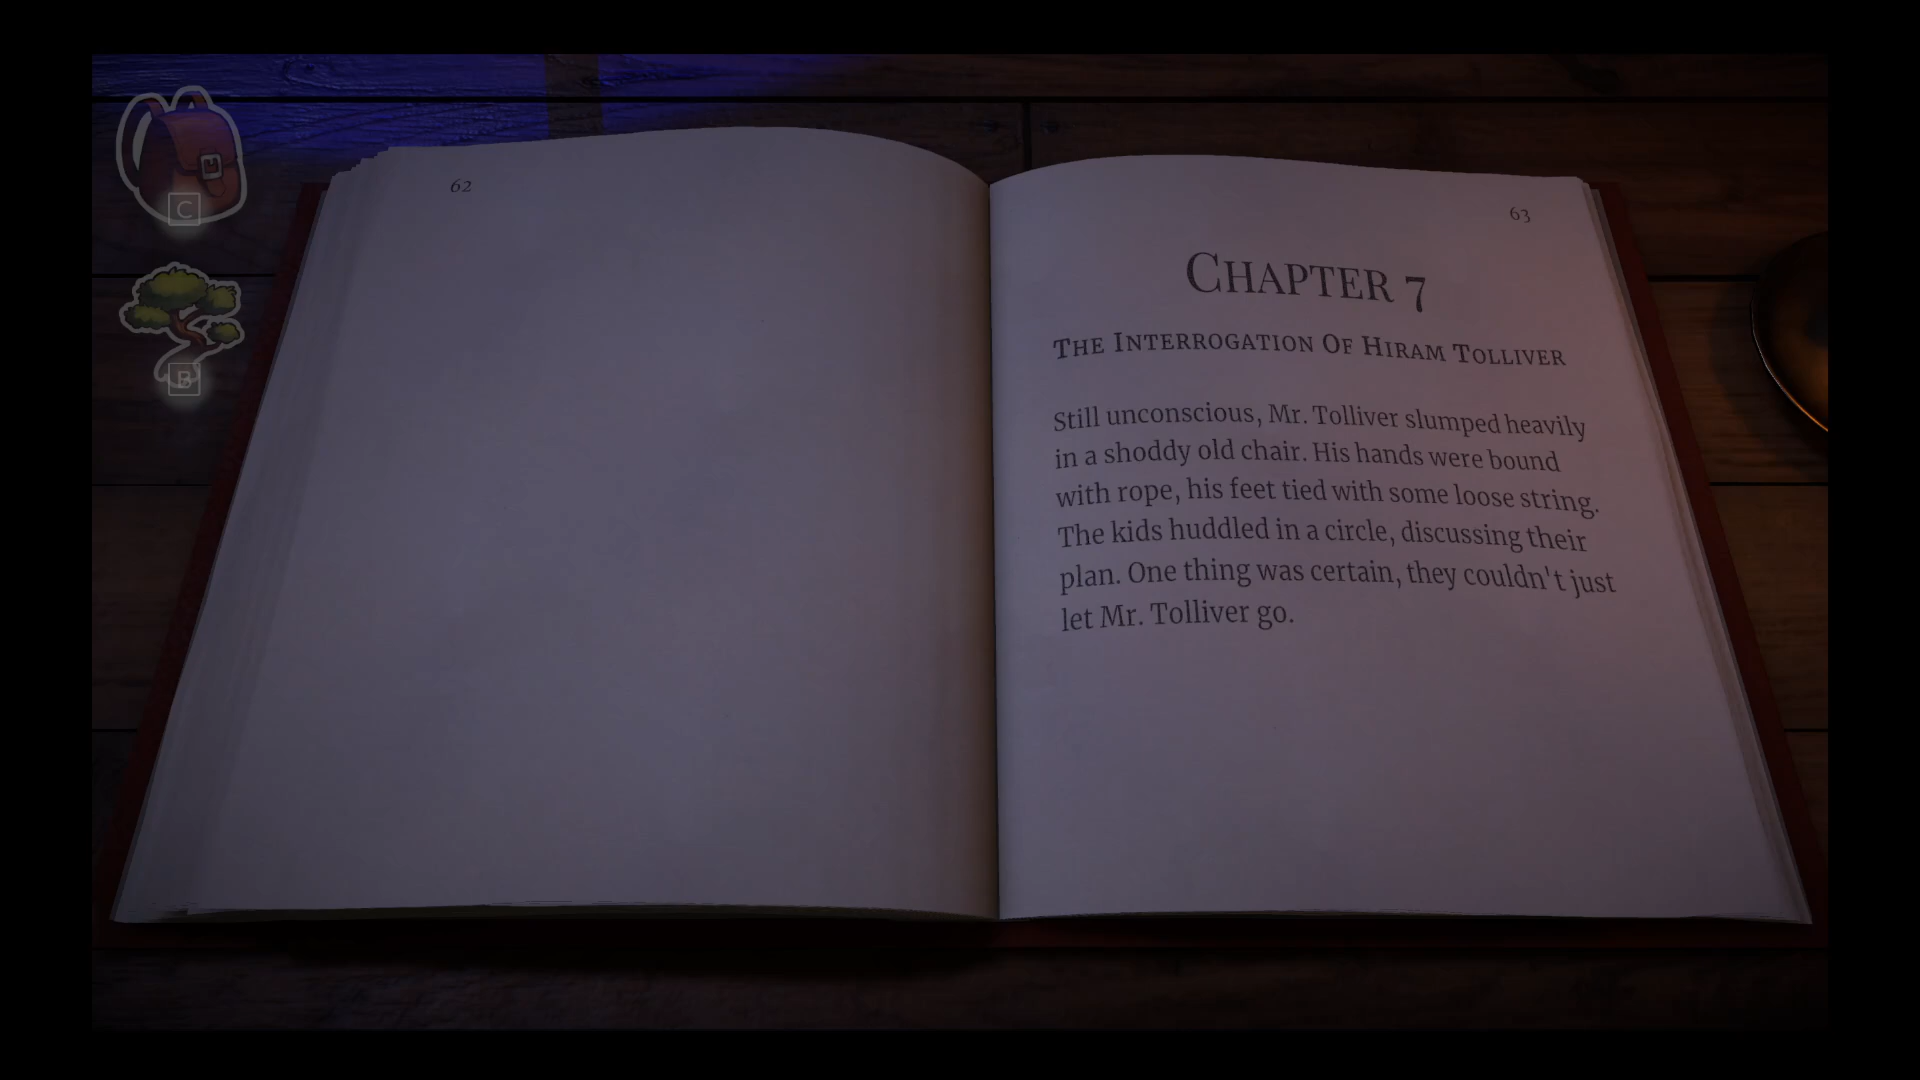 C
B
62
63
Chapter 7
The Interrogation Of Hiram Tolliver
Still unconscious, Mr. Tolliver slumped heavily
in a shoddy old chair. His hands were bound
with rope, his feet tied with some loose string.
The kids huddled in a circle, discussing their
plan. One thing was certain, they couldn't just
let Mr. Tolliver go.